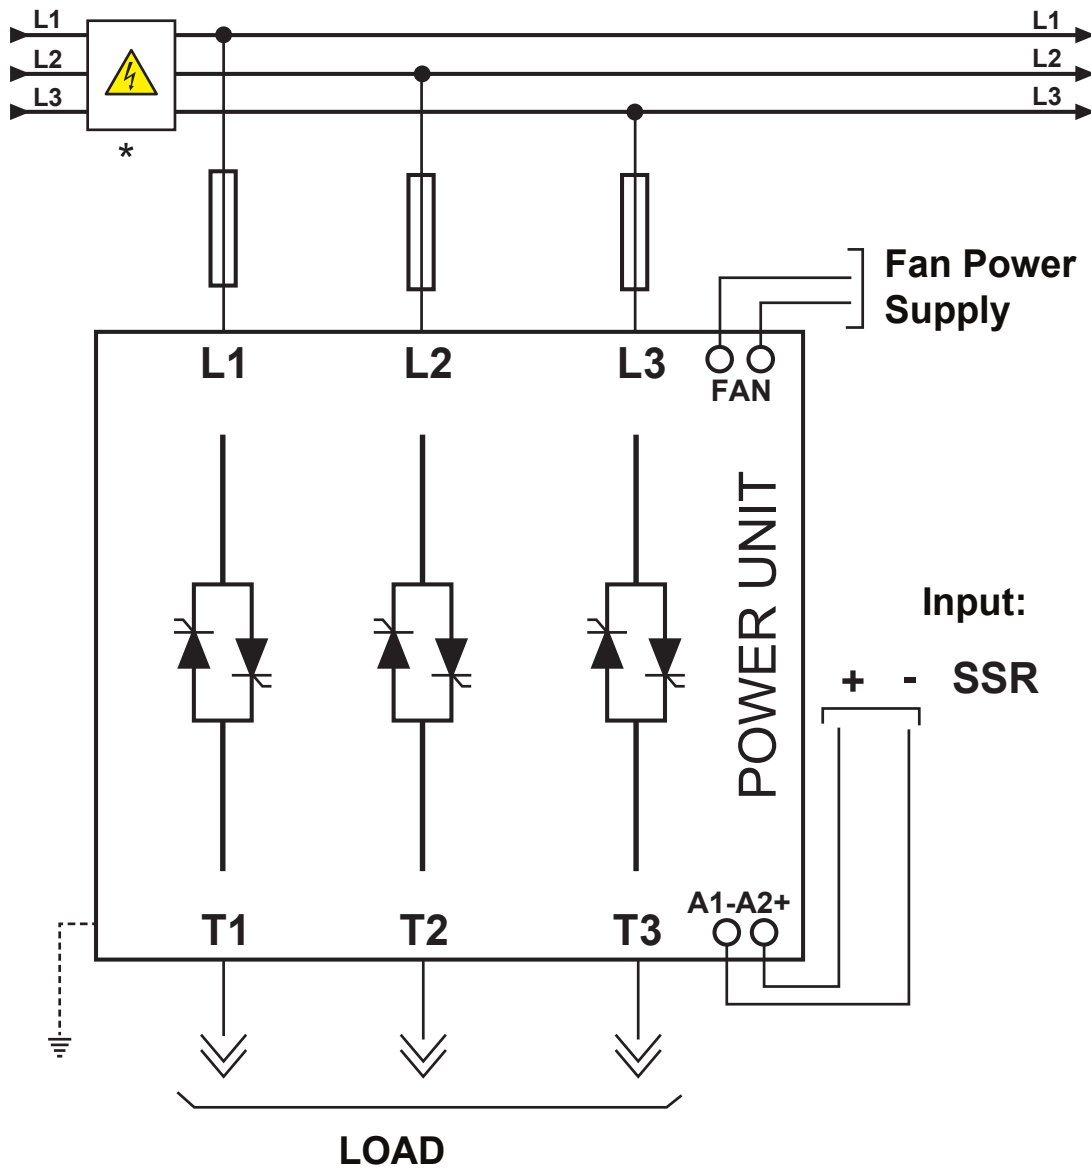 L1 L1
L2 L2
L3 L3
*
Fan Power
Supply
L1 L2 L3
FAN
POWER UNIT
Input:
+ - SSR
A1-A2+
T1 T2 T3
LOAD